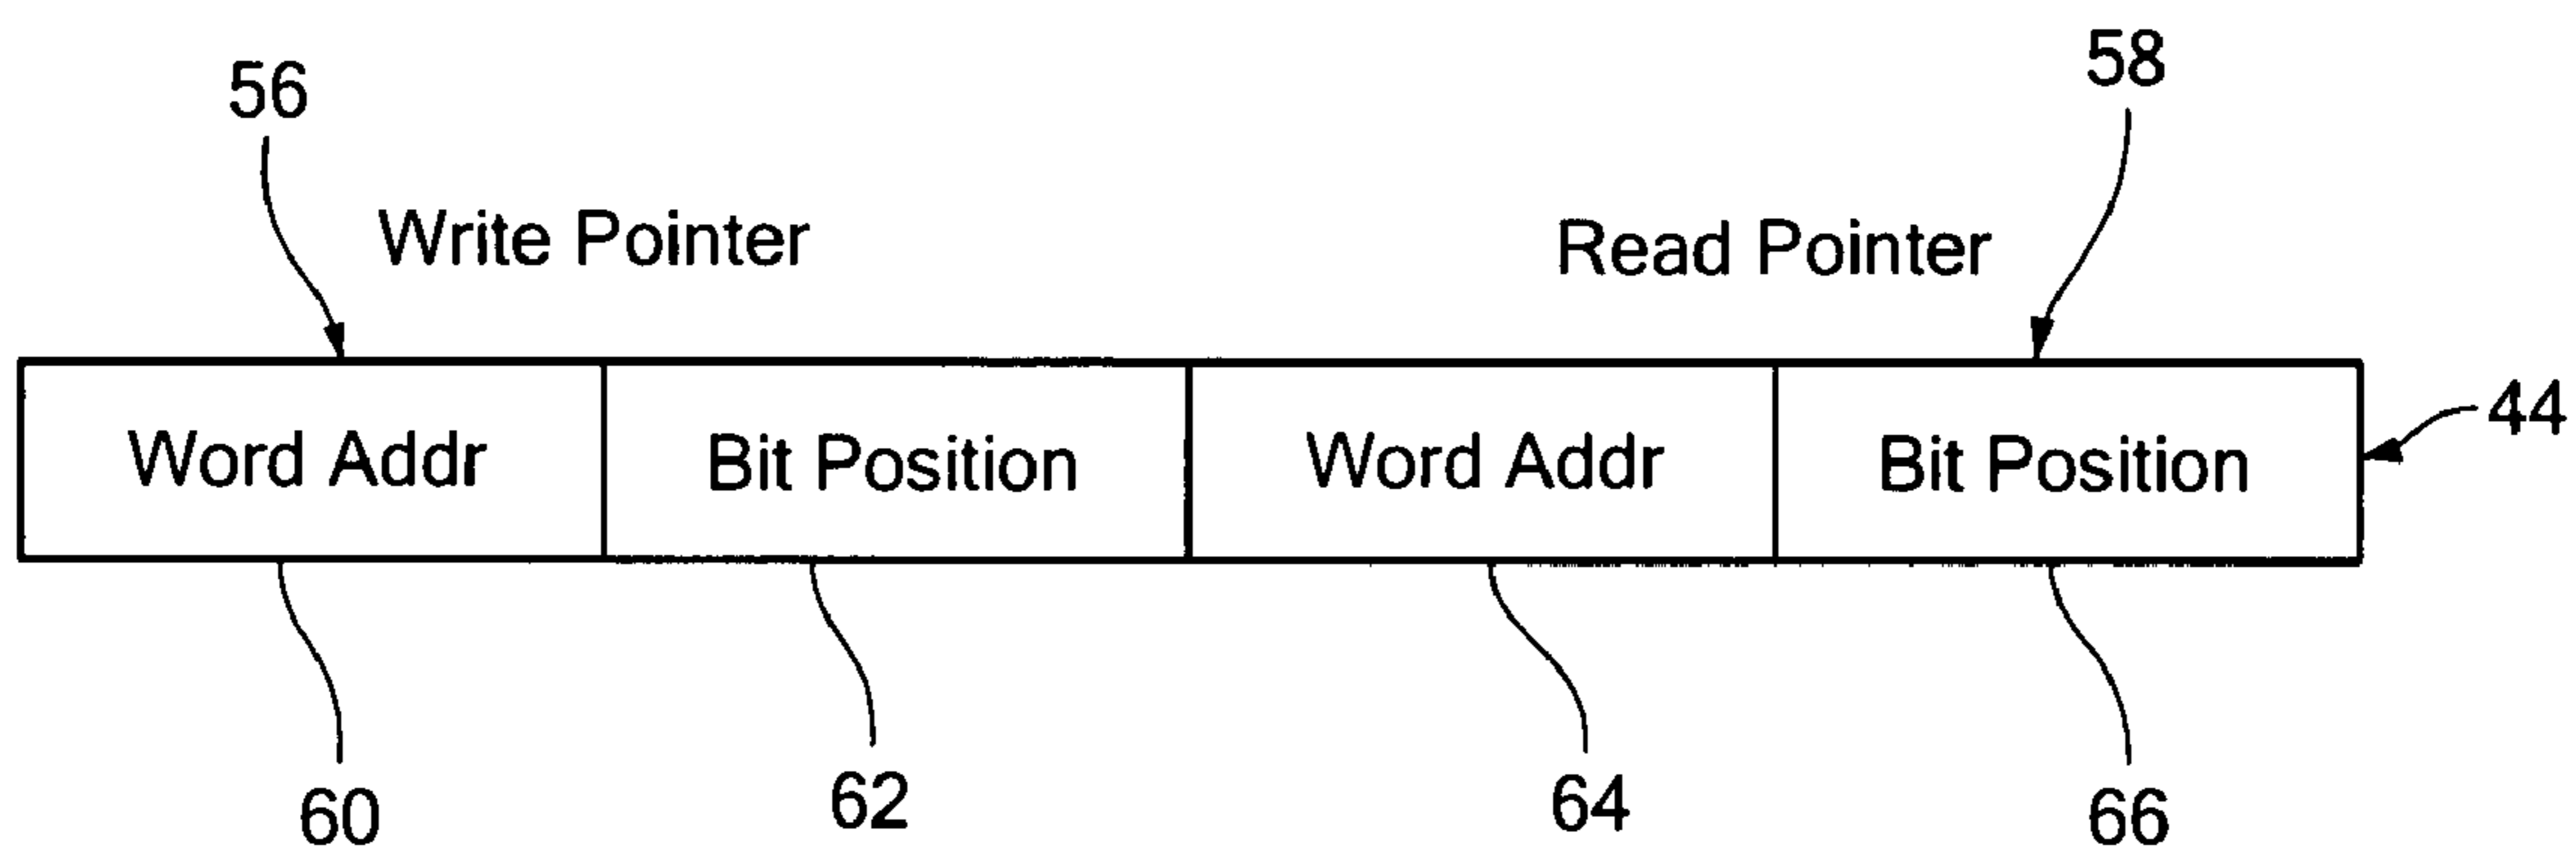 56
58
Write Pointer
Read Pointer
Word Addr
Bit Position
Word Addr
Bit Position
44
60
62
64
66